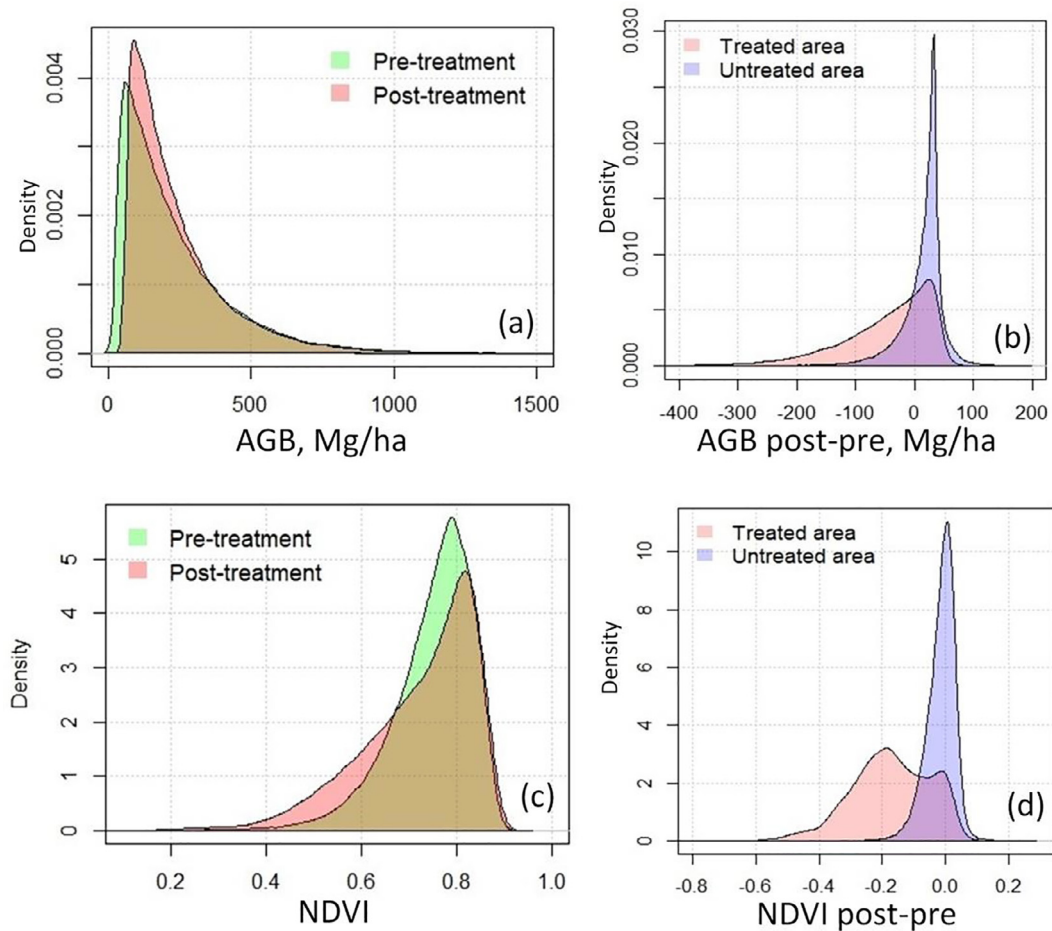 Pre-treatment
Post-treatment
Density
0.000
0.002
0.004
0
500
1000
1500
AGB, Mg/ha
(a)
Treated area
Untreated area
Density
0.000
0.010
0.020
0.030
-400
-300
-200
-100
0
100
200
AGB post-pre, Mg/ha
(b)
Pre-treatment
Post-treatment
Density
0
1
2
3
4
5
0.2
0.4
0.6
0.8
1.0
NDVI
(c)
Treated area
Untreated area
Density
0
2
4
6
8
10
-0.8
-0.6
-0.4
-0.2
0.0
0.2
NDVI post-pre
(d)